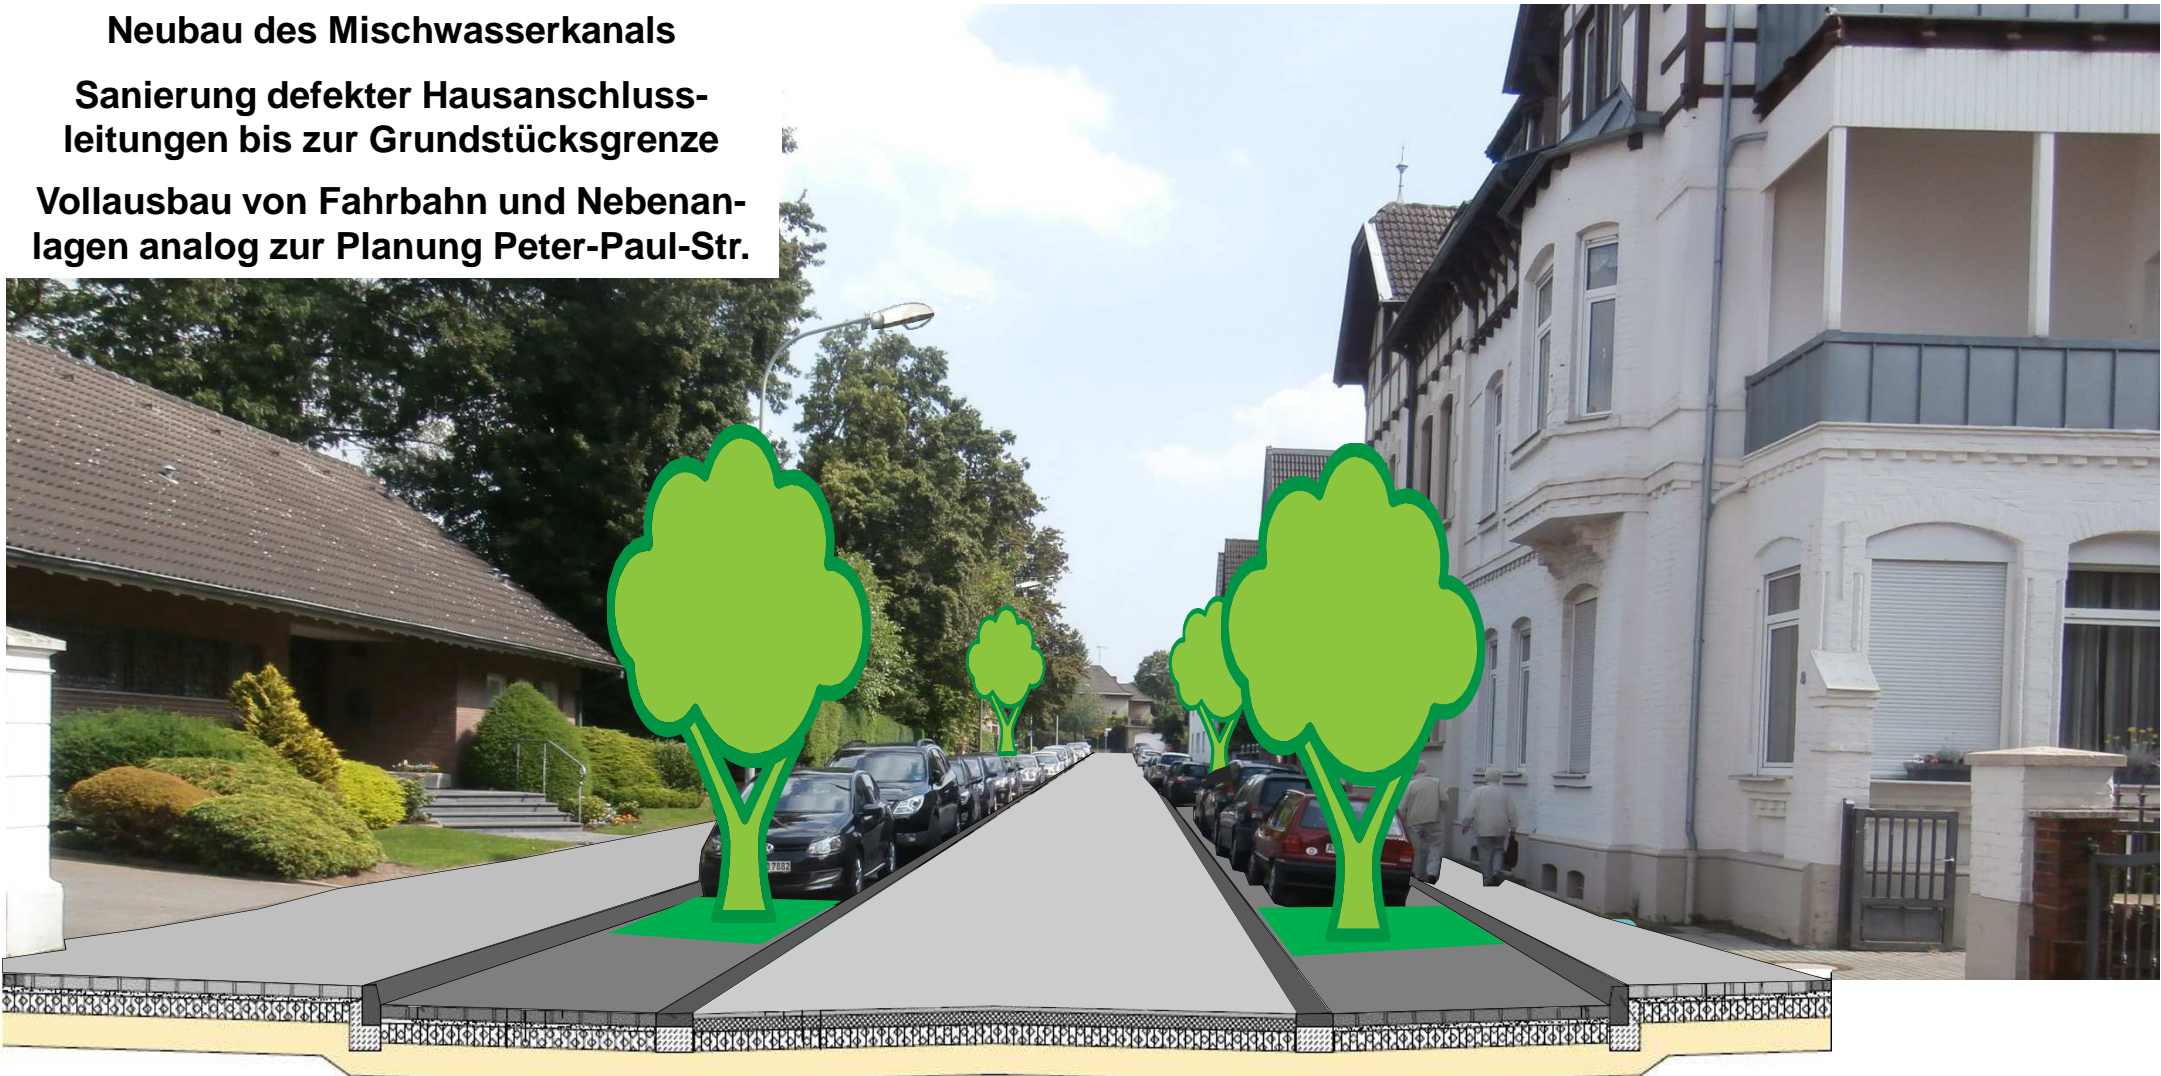 Neubau des Mischwasserkanals
Sanierung defekter Hausanschluss-
leitungen bis zur Grundstücksgrenze
Vollausbau von Fahrbahn und Nebenan-
lagen analog zur Planung Peter-Paul-Str.
7882